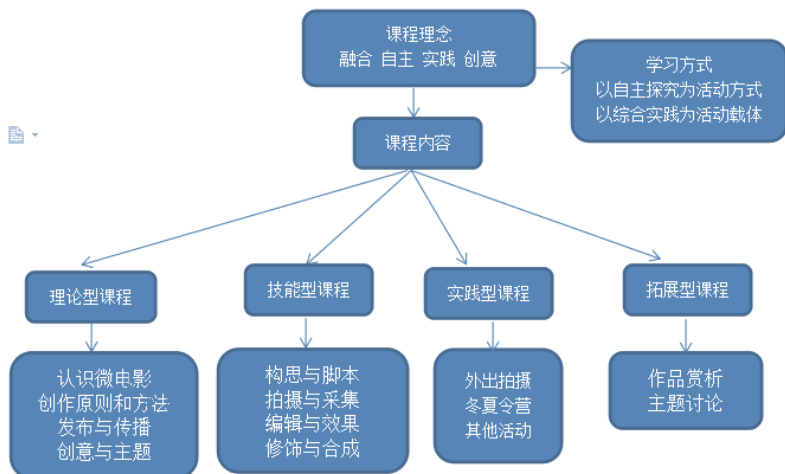 课程理念
融合 自主 实践 创意
学习方式
以自主探究为活动方式
以综合实践为活动载体
课程内容
理论型课程
技能型课程
实践型课程
拓展型课程
认识微电影
创作原则和方法
发布与传播
创意与主题
构思与脚本
拍摄与采集
编辑与效果
修饰与合成
外出拍摄
冬夏令营
其他活动
作品赏析
主题讨论